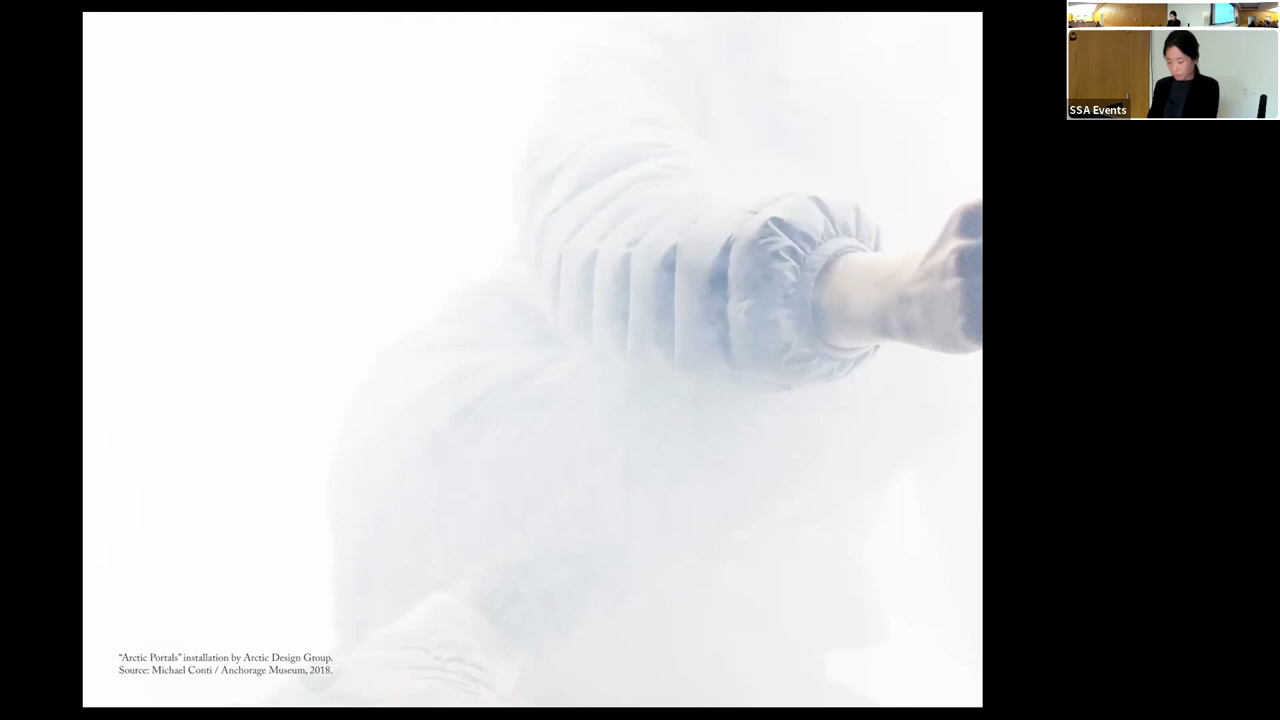 SSA Events
“Arctic Portals” installation by Arctic Design Group.
Source: Michael Conti / Anchorage Museum, 2018.